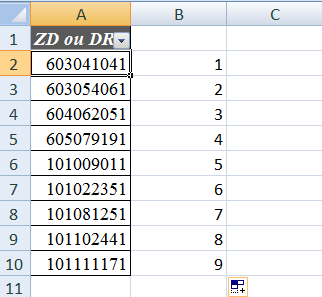 A B C
1 ZD ou DR
2 603041041 1
3 603054061 2
4 604062051 3
5 605079191 4
6 101009011 5
7 101022351 6
8 101081251 7
9 101102441 8
10 101111171 9
11